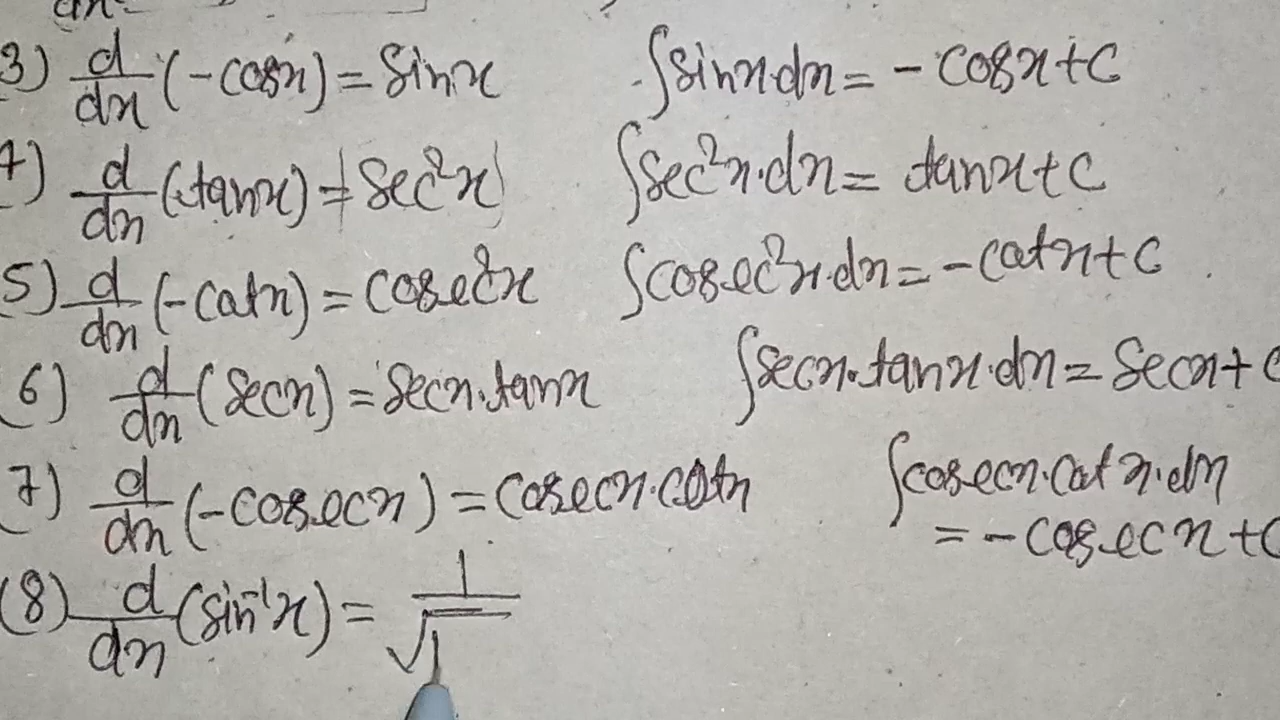 3) d/dx (-cosx) = sinx ∫sinx.dx = - cosx+c
4) d/dx (tanx) = sec²x ∫sec²x.dx = tanx+c
5) d/dx (-cotx) = cosec²x ∫cosec²x.dx = -cotx+c
(6) d/dx (secx) = secx.tanx ∫secx.tanx.dx = secx+c
(7) d/dx (-cosecx) = cosecx.cotx ∫cosecx.cotx.dx
= - cosecx+c
(8) d/dx (sin⁻¹x) = 1/√1